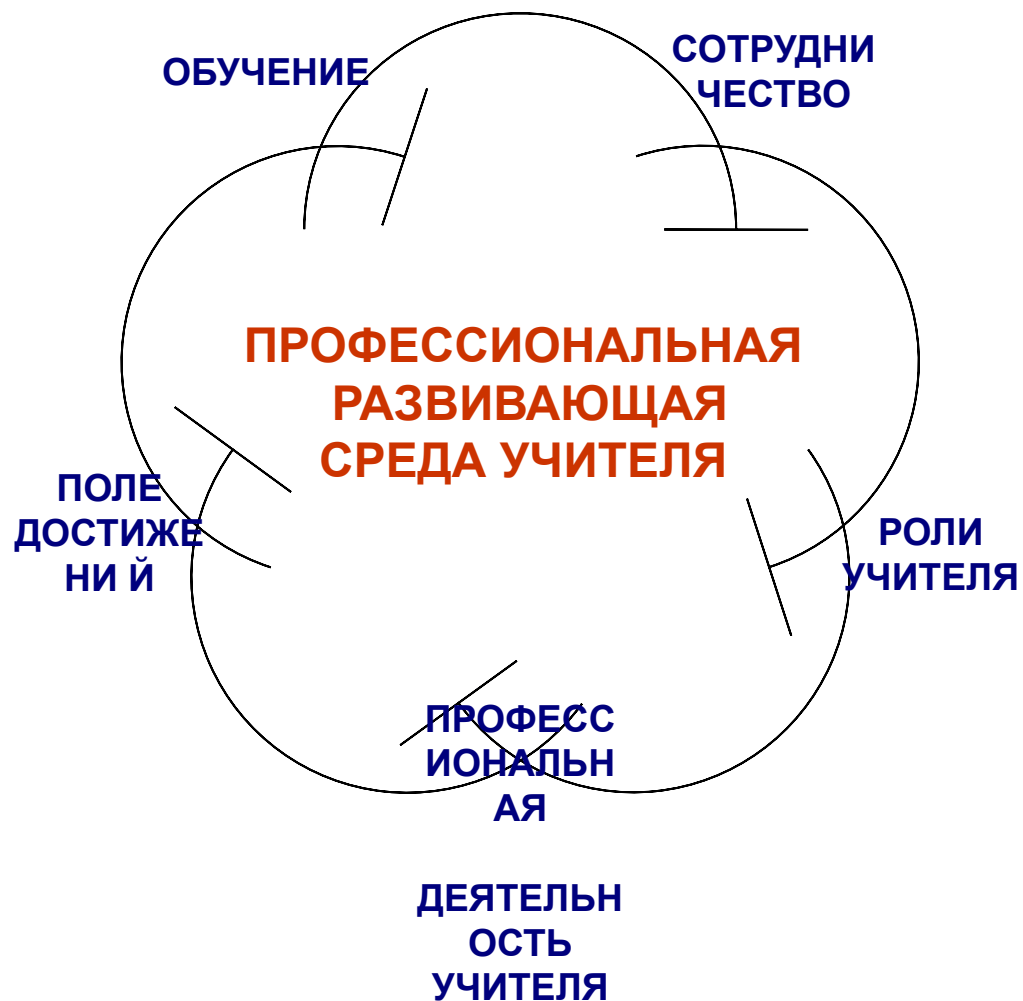 ОБУЧЕНИЕ
СОТРУДНИ
ЧЕСТВО
ПРОФЕССИОНАЛЬНАЯ
РАЗВИВАЮЩАЯ
СРЕДА УЧИТЕЛЯ
ПОЛЕ
ДОСТИЖЕ
НИ Й
РОЛИ
УЧИТЕЛЯ
ПРОФЕСС
ИОНАЛЬН
АЯ
ДЕЯТЕЛЬН
ОСТЬ
УЧИТЕЛЯ